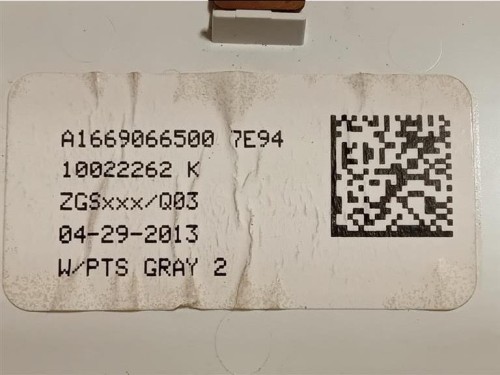 A1669066500 7E94
10022262 K
ZGSxxx/Q03
04-29-2013
W/PTS GRAY 2